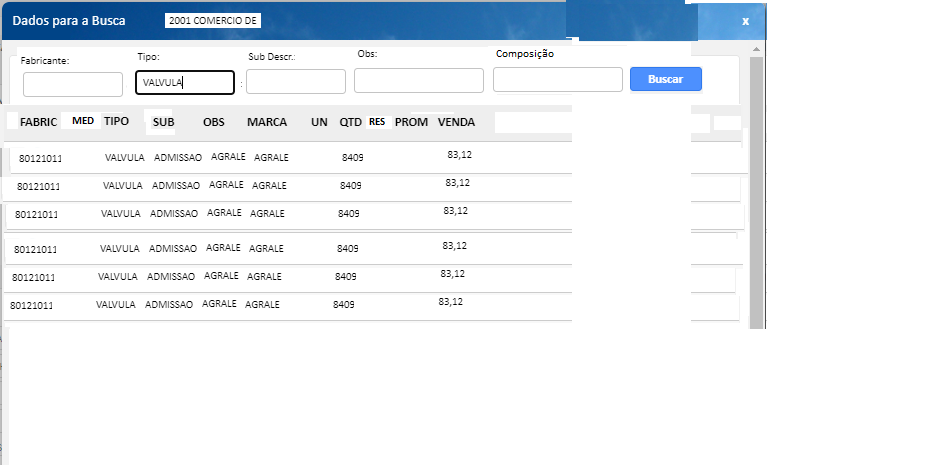 Dados para a Busca 2001 COMERCIO DE x
Fabricante: Tipo: Sub Descr.: Obs: Composição
VALVULA : Buscar
FABRIC MED TIPO SUB OBS MARCA UN QTD RES PROM VENDA
80121011 VALVULA ADMISSAO AGRALE AGRALE 8409 83,12
80121011 VALVULA ADMISSAO AGRALE AGRALE 8409 83,12
80121011 VALVULA ADMISSAO AGRALE AGRALE 8409 83,12
80121011 VALVULA ADMISSAO AGRALE AGRALE 8409 83,12
80121011 VALVULA ADMISSAO AGRALE AGRALE 8409 83,12
80121011 VALVULA ADMISSAO AGRALE AGRALE 8409 83,12